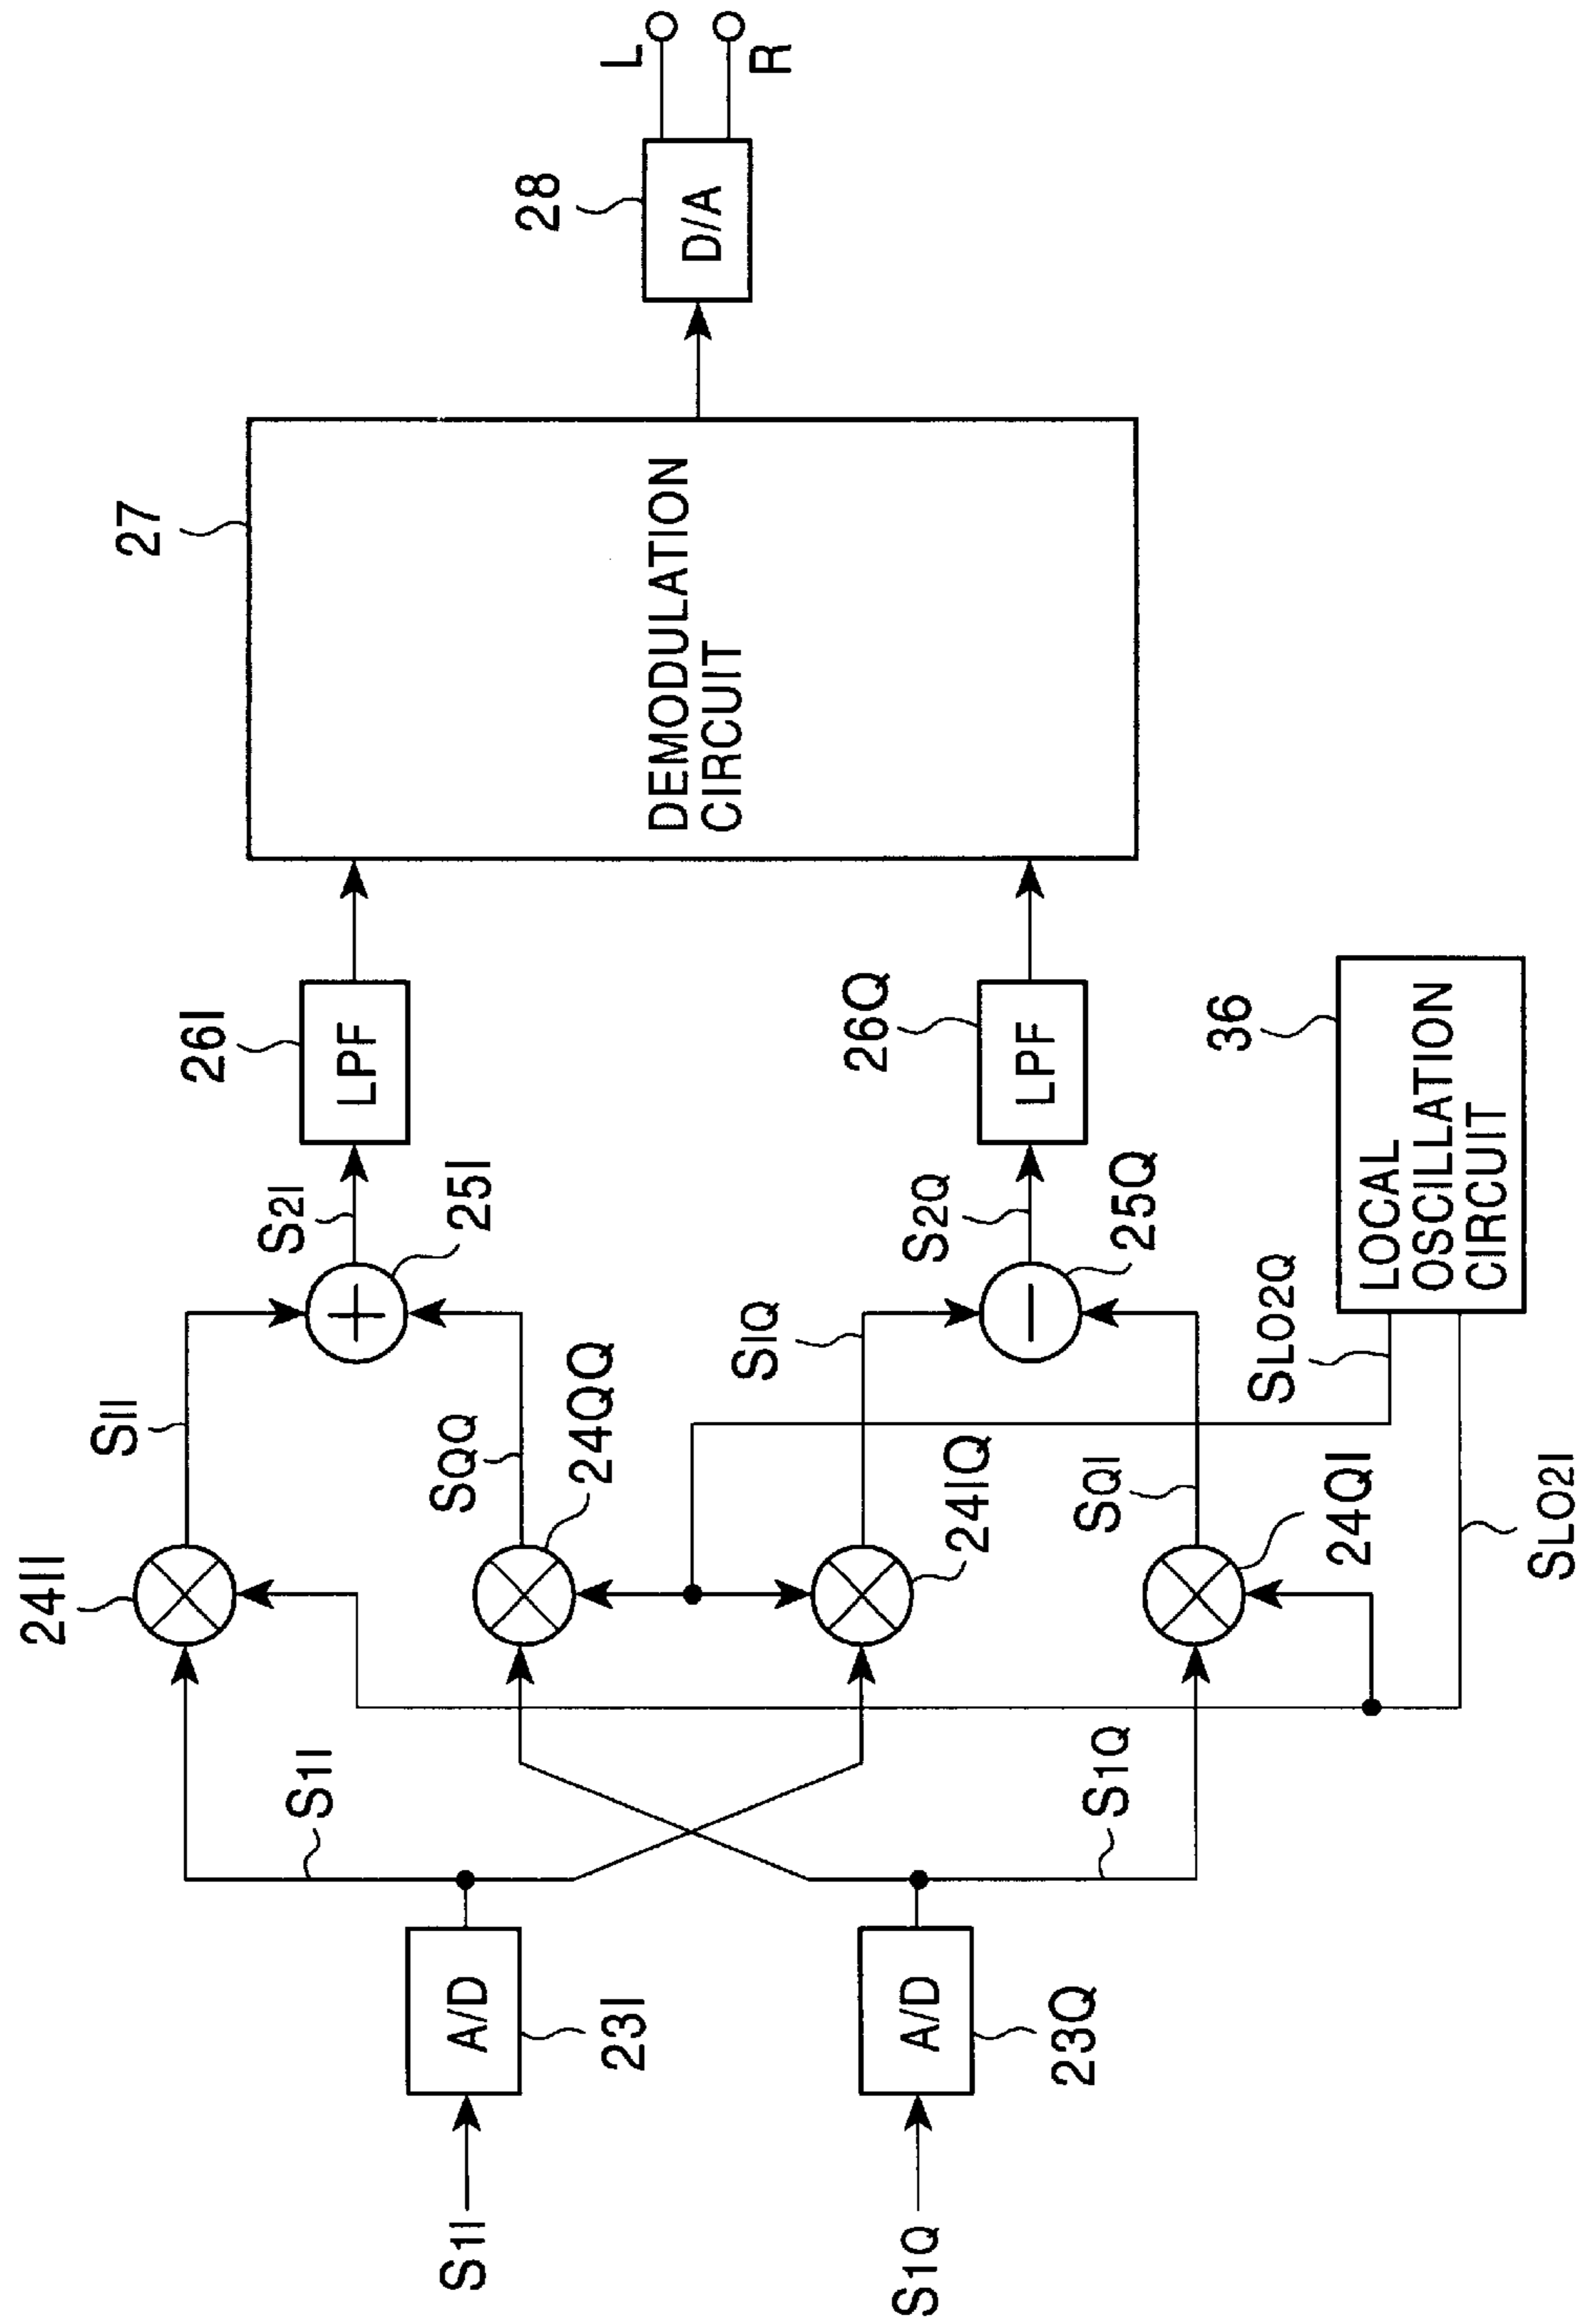 S1I
A/D
23I
S1Q
A/D
23Q
S1I
S1Q
24II
24QQ
24IQ
24QI
SII
SQQ
SIQ
SQI
SLO2Q
SLO2I
25I
25Q
S2I
S2Q
26I
LPF
26Q
LPF
36
LOCAL
OSCILLATION
CIRCUIT
27
DEMODULATION
CIRCUIT
28
D/A
L
R